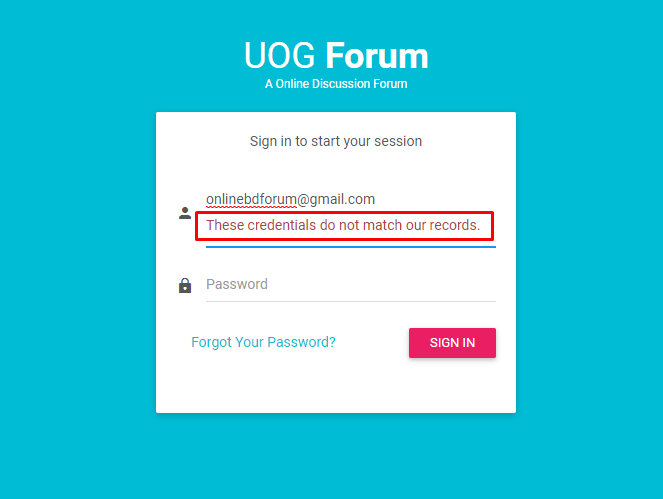 UOG Forum
A Online Discussion Forum
Sign in to start your session
onlinebdforum@gmail.com
These credentials do not match our records.
Password
Forgot Your Password?
SIGN IN